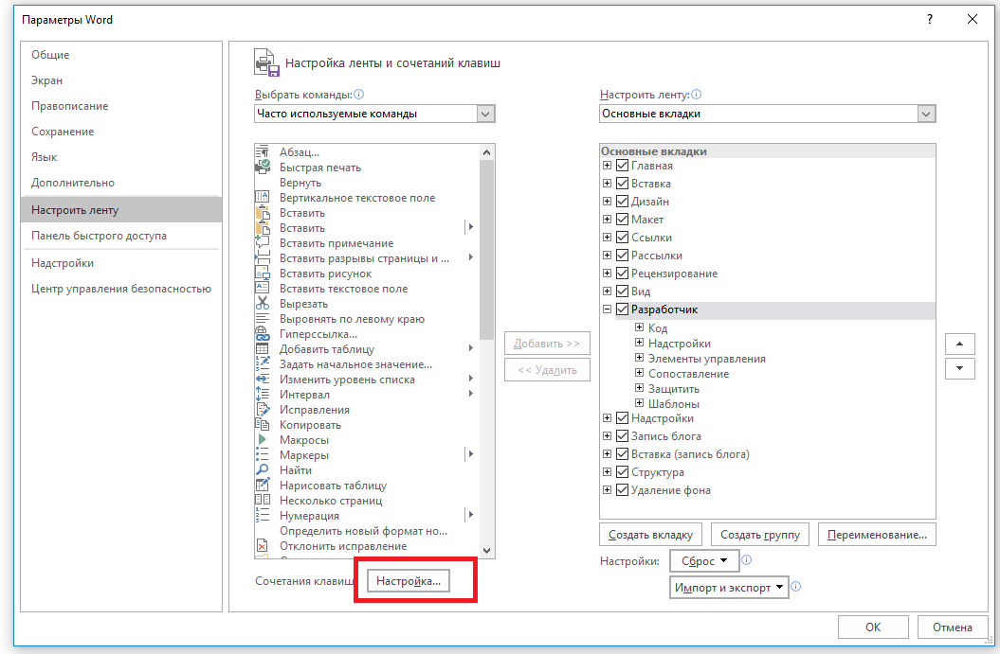 Параметры Word
?
Общие
Экран
Правописание
Сохранение
Язык
Дополнительно
Настроить ленту
Панель быстрого доступа
Надстройки
Центр управления безопасностью
Настройка ленты и сочетаний клавиш
Выбрать команды:
Часто используемые команды
Абзац...
Быстрая печать
Вернуть
Вертикальное текстовое поле
Вставить
Вставить
Вставить примечание
Вставить разрывы страницы и ...
Вставить рисунок
Вставить текстовое поле
Вырезать
Выровнять по левому краю
Гиперссылка...
Добавить таблицу
Задать начальное значение...
Изменить уровень списка
Интервал
Исправления
Копировать
Макросы
Маркеры
Найти
Нарисовать таблицу
Несколько страниц
Нумерация
Определить новый формат но...
Отклонить исправление
Сочетания клавиш
Настройка...
Добавить >>
<< Удалить
Настроить ленту:
Основные вкладки
Основные вкладки
Главная
Вставка
Дизайн
Макет
Ссылки
Рассылки
Рецензирование
Вид
Разработчик
Код
Надстройки
Элементы управления
Сопоставление
Защитить
Шаблоны
Надстройки
Запись блога
Вставка (запись блога)
Структура
Удаление фона
Создать вкладку
Создать группу
Переименование...
Настройки:
Сброс
Импорт и экспорт
ОК
Отмена